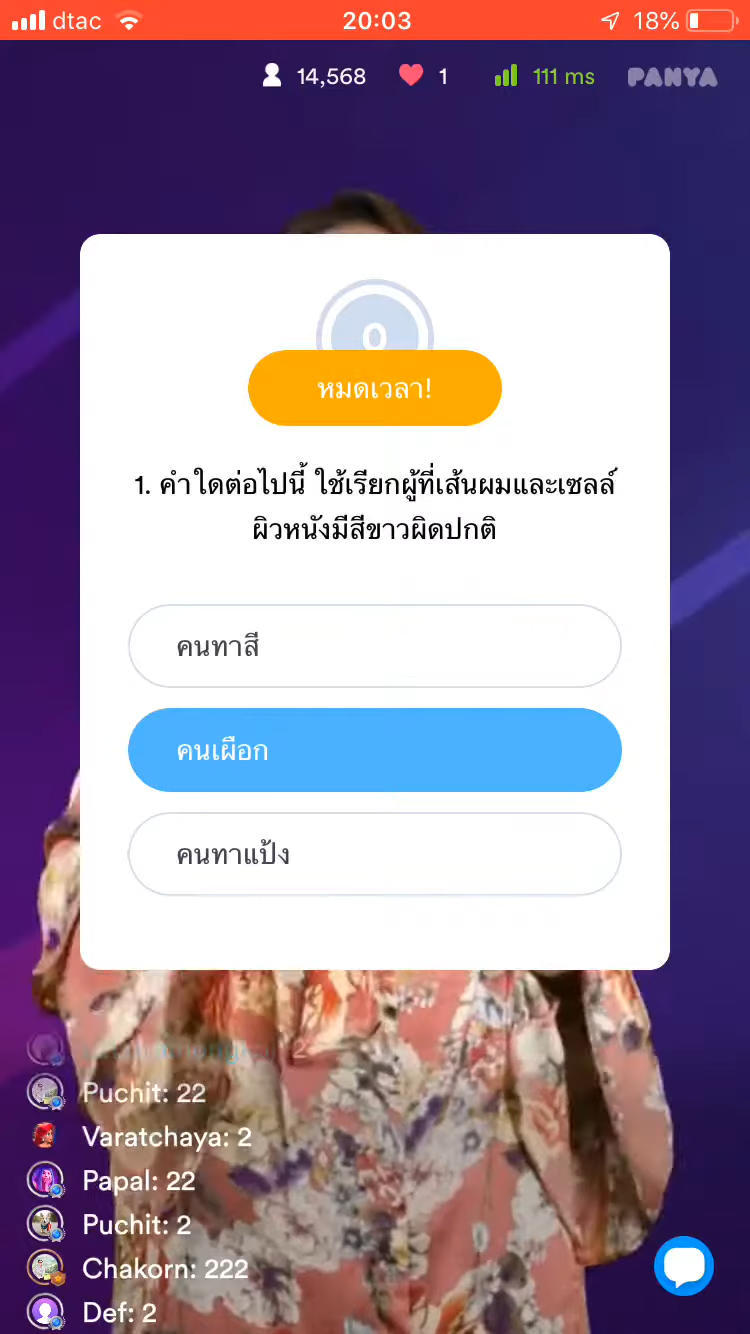 dtac 20:03 18%
14,568 1 111 ms PANYA
0
หมดเวลา!
1. คำใดต่อไปนี้ ใช้เรียกผู้ที่เส้นผมและเซลล์
ผิวหนังมีสีขาวผิดปกติ
คนทาสี
คนเผือก
คนทาแป้ง
Puchit: 22
Varatchaya: 2
Papal: 22
Puchit: 2
Chakorn: 222
Def: 2